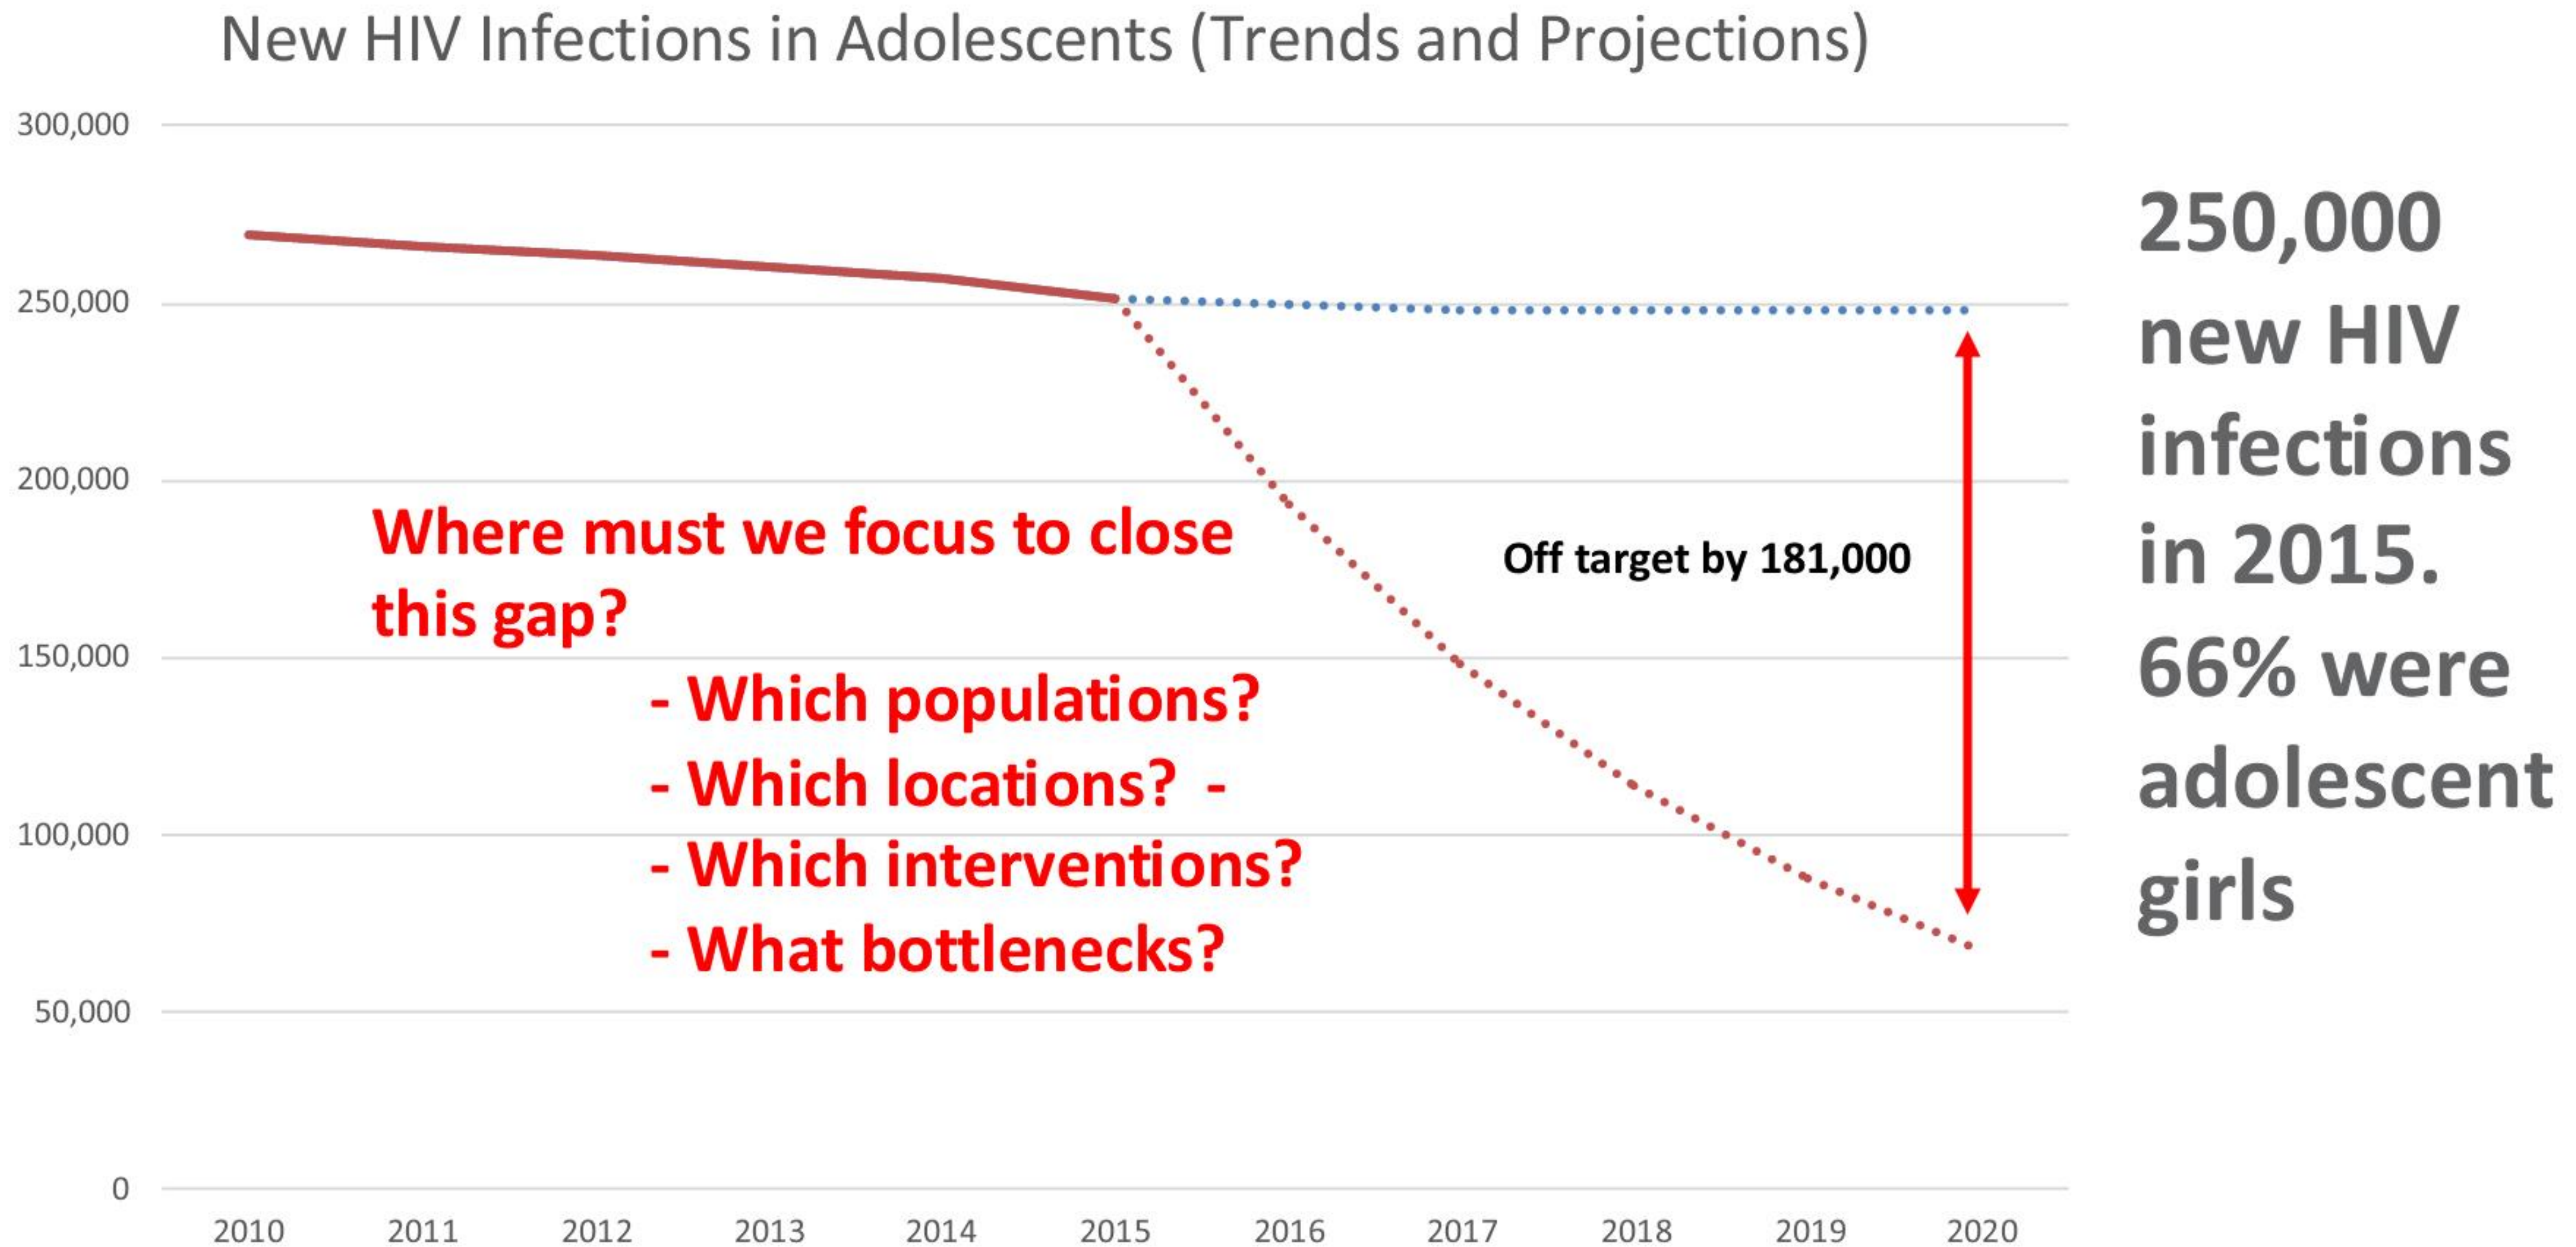 New HIV Infections in Adolescents (Trends and Projections)
300,000
250,000
200,000
150,000
100,000
50,000
0
2010 2011 2012 2013 2014 2015 2016 2017 2018 2019 2020
Where must we focus to close
this gap?
- Which populations?
- Which locations? -
- Which interventions?
- What bottlenecks?
Off target by 181,000
250,000
new HIV
infections
in 2015.
66% were
adolescent
girls